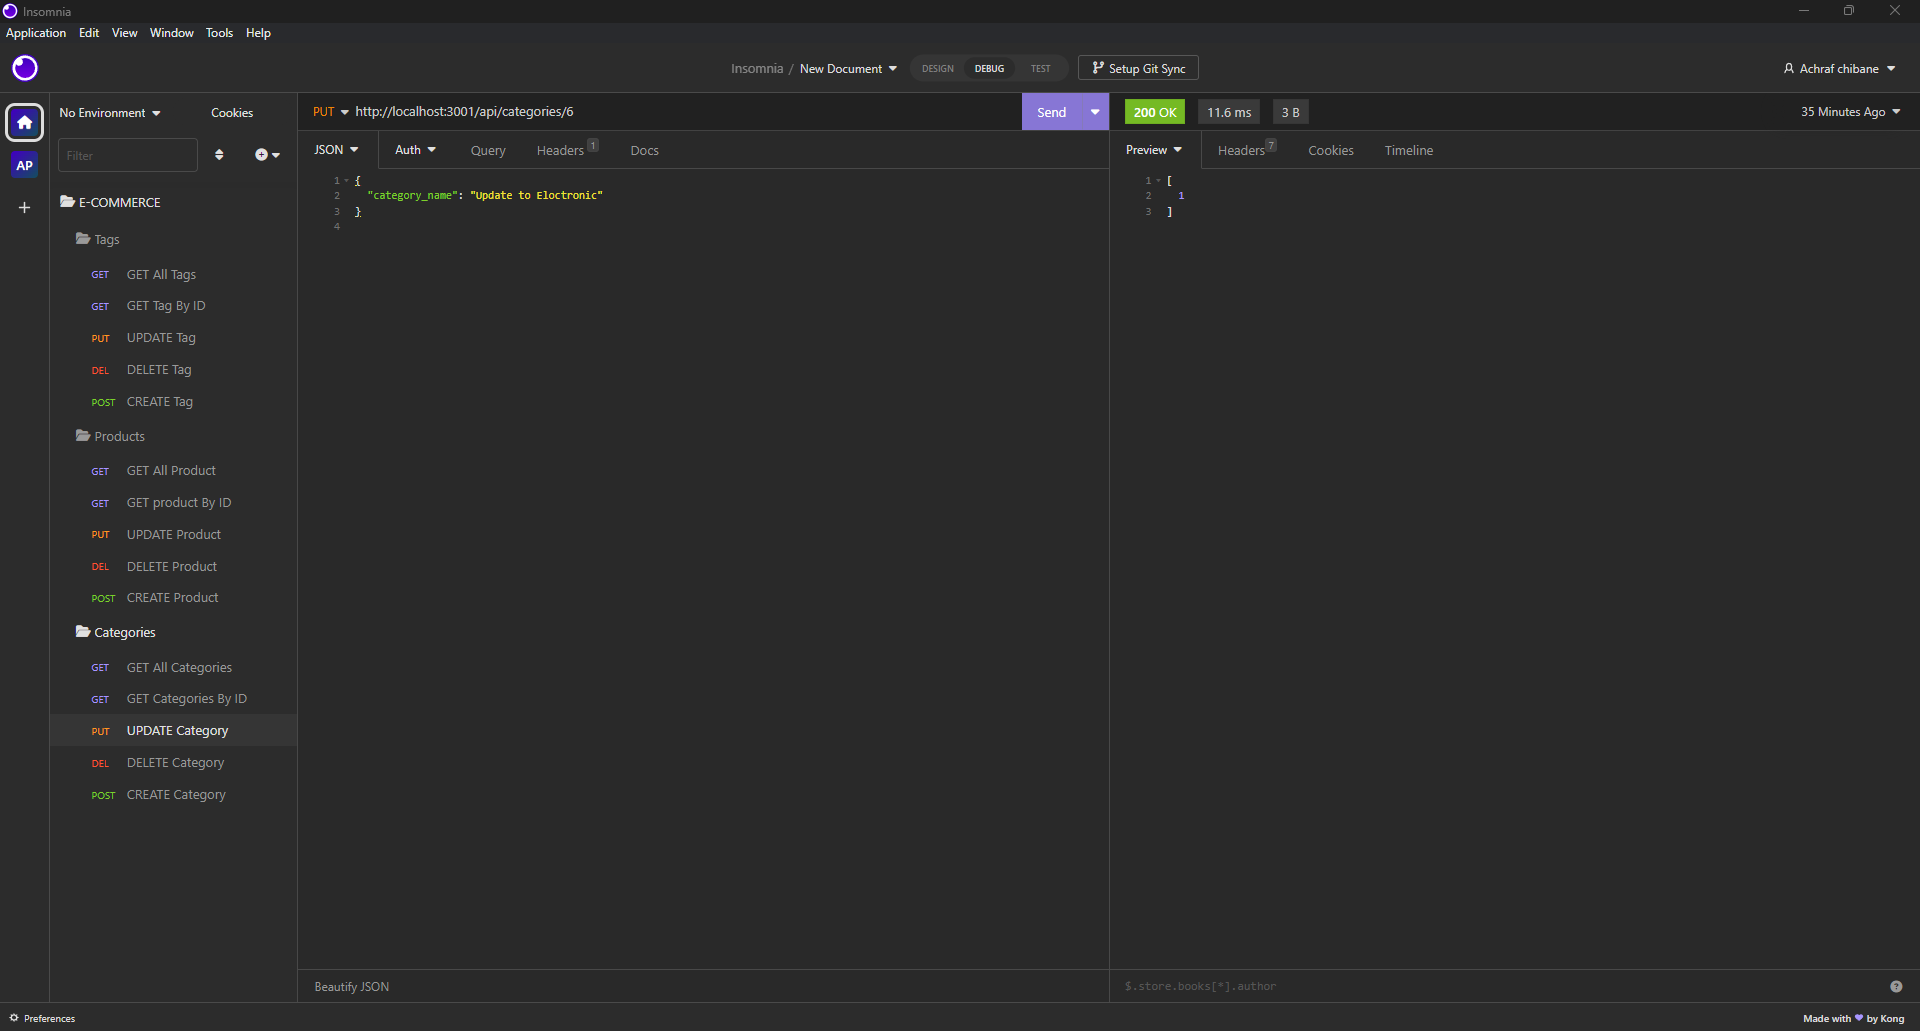 Insomnia
Application Edit View Window Tools Help
Insomnia / New Document DESIGN DEBUG TEST Setup Git Sync Achraf chibane
AP
No Environment Cookies
Filter
E-COMMERCE
Tags
GET GET All Tags
GET GET Tag By ID
PUT UPDATE Tag
DEL DELETE Tag
POST CREATE Tag
Products
GET GET All Product
GET GET product By ID
PUT UPDATE Product
DEL DELETE Product
POST CREATE Product
Categories
GET GET All Categories
GET GET Categories By ID
PUT UPDATE Category
DEL DELETE Category
POST CREATE Category
PUT http://localhost:3001/api/categories/6 Send
JSON Auth Query Headers 1 Docs
1 {
2 "category_name": "Update to Eloctronic"
3 }
4
Beautify JSON
200 OK 11.6 ms 3 B 35 Minutes Ago
Preview Headers 7 Cookies Timeline
1 [
2 1
3 ]
$.store.books[*].author ?
Preferences Made with ♥ by Kong